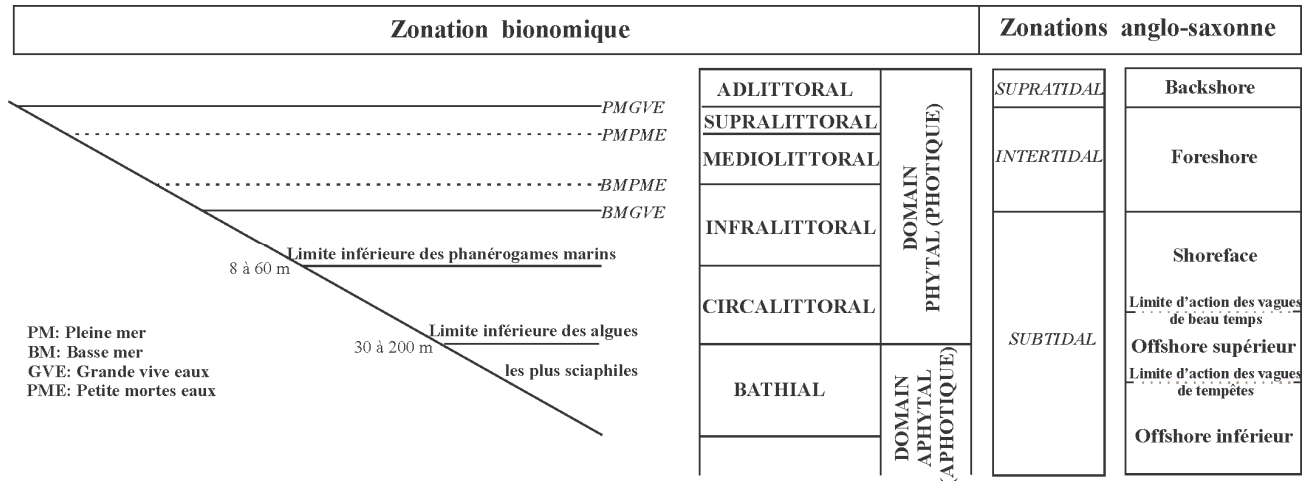 Zonation bionomique
Zonations anglo-saxonne
PMGVE
PMPME
BMPME
BMGVE
Limite inférieure des phanérogames marins
8 à 60 m
Limite inférieure des algues
30 à 200 m
les plus sciaphiles
PM: Pleine mer
BM: Basse mer
GVE: Grande vive eaux
PME: Petite mortes eaux
ADLITTORAL
SUPRALITTORAL
MEDIOLITTORAL
INFRALITTORAL
CIRCALITTORAL
BATHIAL
DOMAIN
PHYTAL (PHOTIQUE)
DOMAIN
APHYTAL
(APHOTIQUE)
SUPRATIDAL
INTERTIDAL
SUBTIDAL
Backshore
Foreshore
Shoreface
Limite d'action des vagues
de beau temps
Offshore supérieur
Limite d'action des vagues
de tempêtes
Offshore inférieur